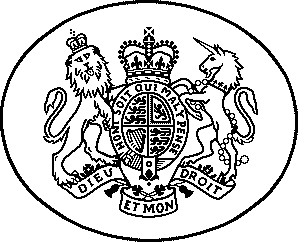 HONI SOIT QUI MAL Y PENSE
DIEU
ET MON
DROIT